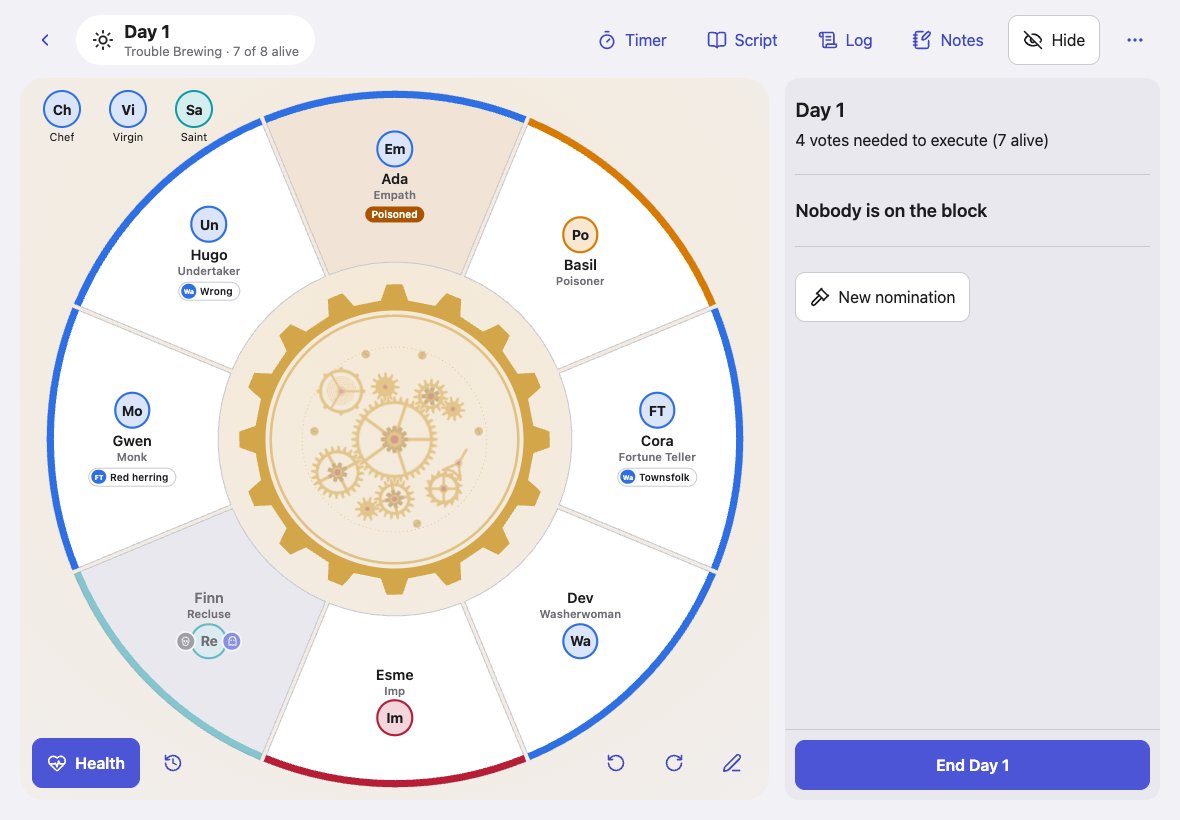 Day 1
Trouble Brewing · 7 of 8 alive
Timer
Script
Log
Notes
Hide
Ch
Chef
Vi
Virgin
Sa
Saint
Em
Ada
Empath
Poisoned
Po
Basil
Poisoner
Un
Hugo
Undertaker
Wa Wrong
FT
Cora
Fortune Teller
Wa Townsfolk
Mo
Gwen
Monk
FT Red herring
Dev
Washerwoman
Wa
Finn
Recluse
Re
Esme
Imp
Im
Health
Day 1
4 votes needed to execute (7 alive)
Nobody is on the block
New nomination
End Day 1